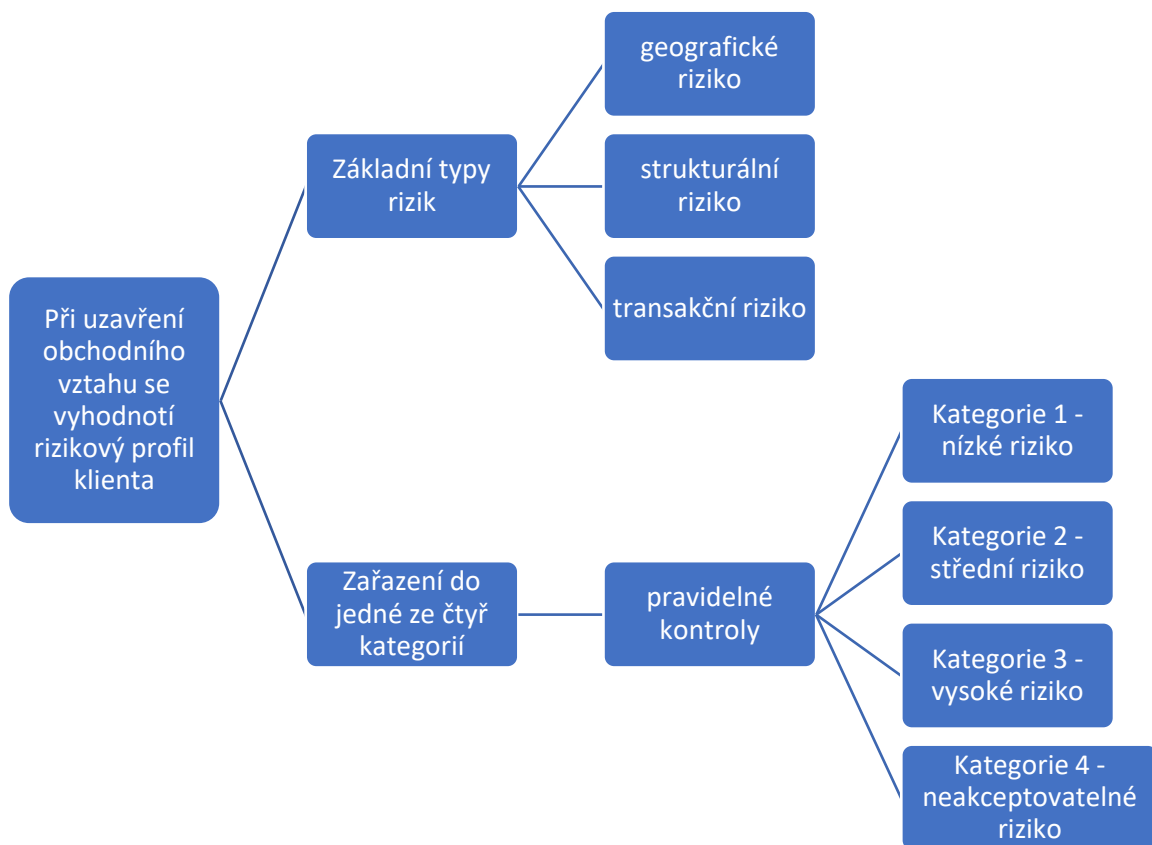 Při uzavření
obchodního
vztahu se
vyhodnotí
rizikový profil
klienta
Základní typy
rizik
geografické
riziko
strukturální
riziko
transakční riziko
Zařazení do
jedné ze čtyř
kategorií
pravidelné
kontroly
Kategorie 1 -
nízké riziko
Kategorie 2 -
střední riziko
Kategorie 3 -
vysoké riziko
Kategorie 4 -
neakceptovatelné
riziko